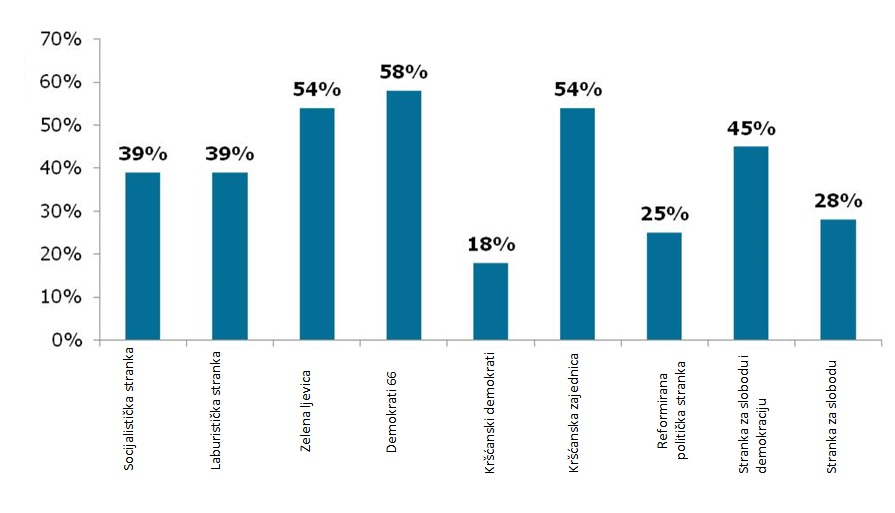 70%
60%
50%
40%
30%
20%
10%
0%
39%
39%
54%
58%
18%
54%
25%
45%
28%
Socijalistička stranka
Laburistička stranka
Zelena ljevica
Demokrati 66
Kršćanski demokrati
Kršćanska zajednica
Reformirana
politička stranka
Stranka za slobodu i
demokraciju
Stranka za slobodu